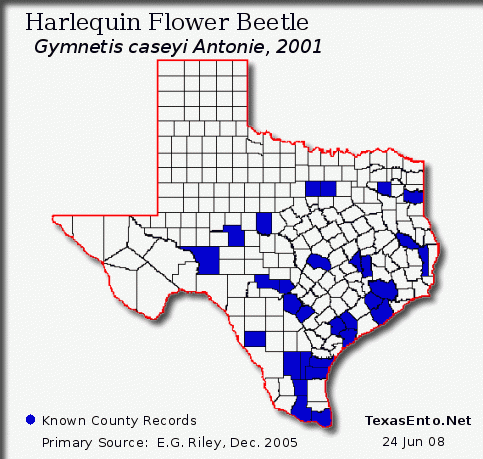 Harlequin Flower Beetle
Gymnetis caseyi Antonie, 2001
Known County Records
TexasEnto.Net
Primary Source: E.G. Riley, Dec. 2005
24 Jun 08